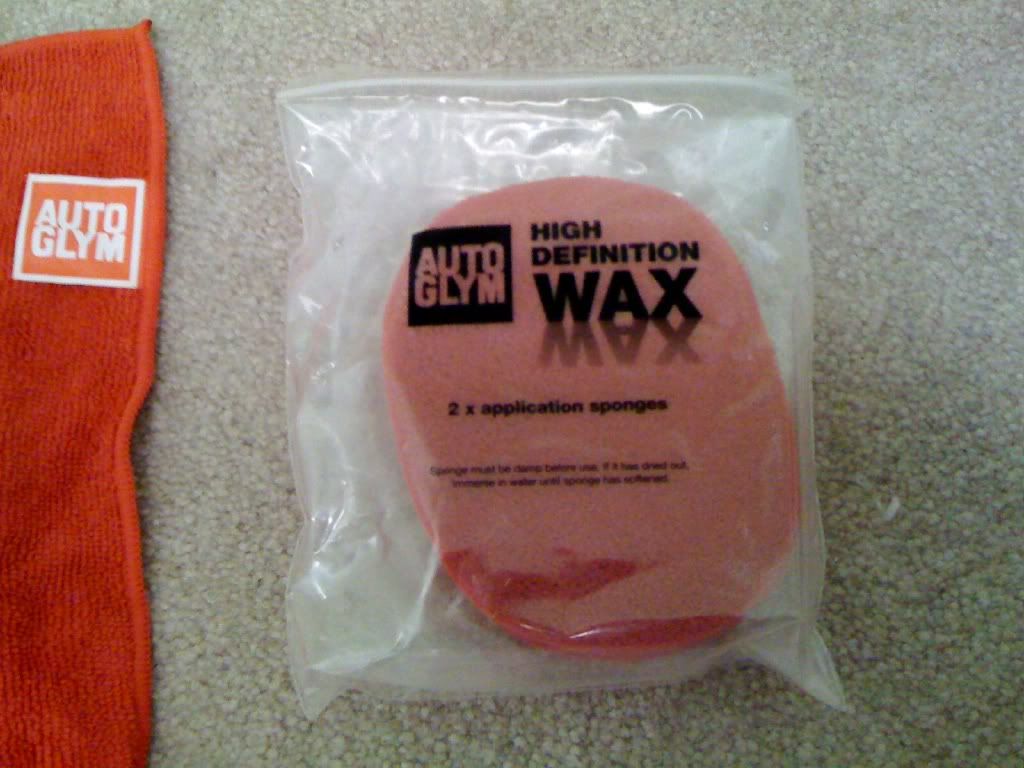 AUTO
GLYM
AUTO
GLYM
HIGH
DEFINITION
WAX
2 x application sponges
Sponge must be damp before use. If it has dried out,
immerse in water until sponge has softened.